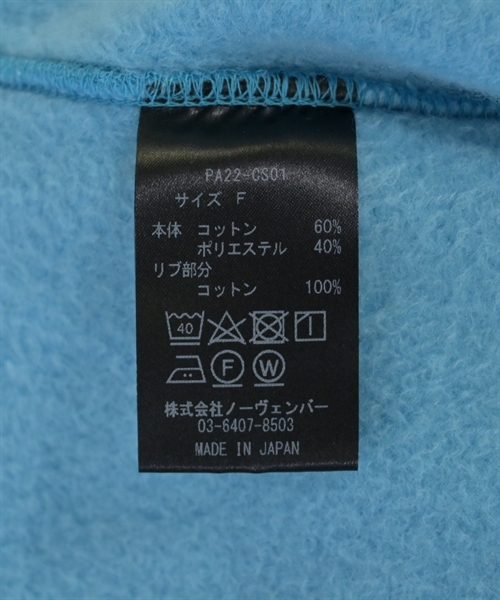 PA22-CS01
サイズ F
本体 コットン 60%
ポリエステル 40%
リブ部分
コットン 100%
40
F W
株式会社ノーヴェンバー
03-6407-8503
MADE IN JAPAN